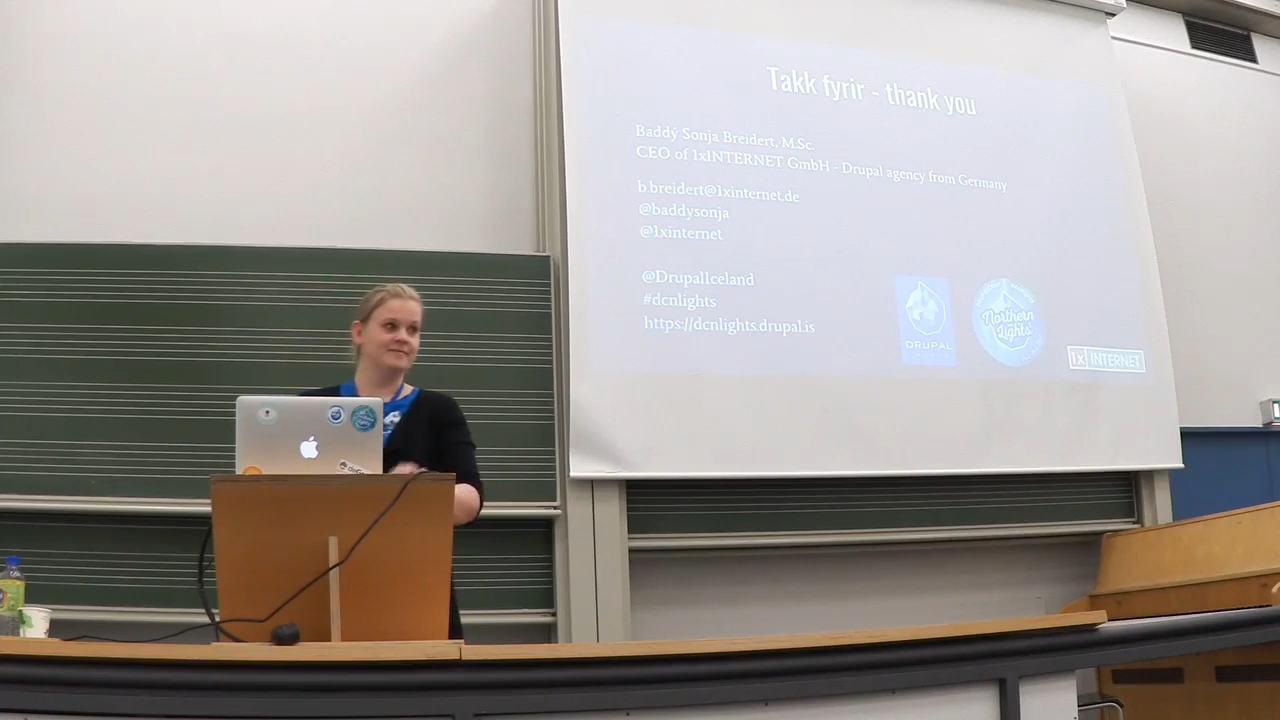 Takk fyrir - thank you
Baddý Sonja Breidert, M.Sc.
CEO of 1xINTERNET GmbH - Drupal agency from Germany
b.breidert@1xinternet.de
@baddysonja
@1xinternet
@DrupalIceland
#dcnlights
https://dcnlights.drupal.is
DRUPAL
Northern
Lights
1x INTERNET